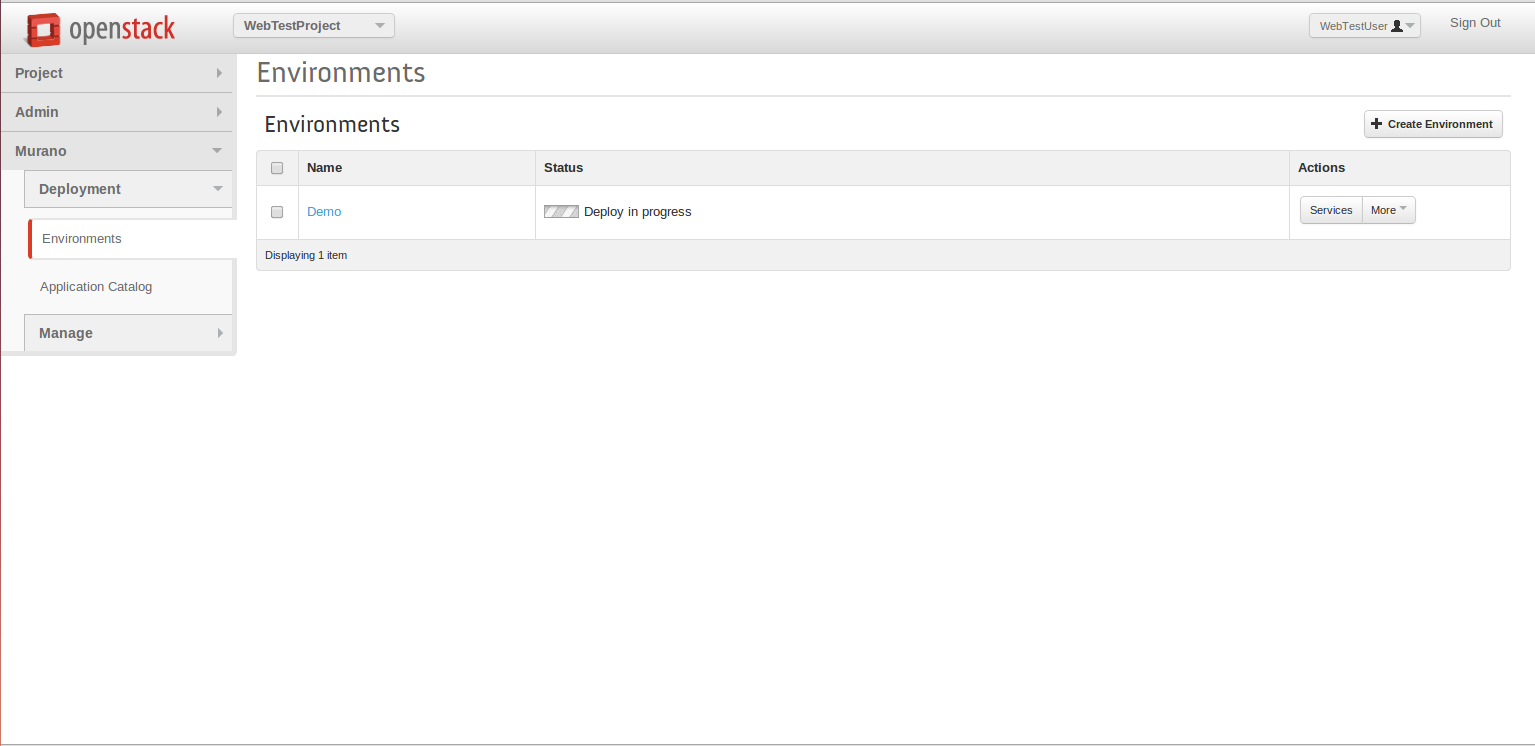 openstack
WebTestProject
WebTestUser
Sign Out
Project
Admin
Murano
Deployment
Environments
Application Catalog
Manage
Environments
Environments
Create Environment
Name Status Actions
Demo Deploy in progress Services More
Displaying 1 item